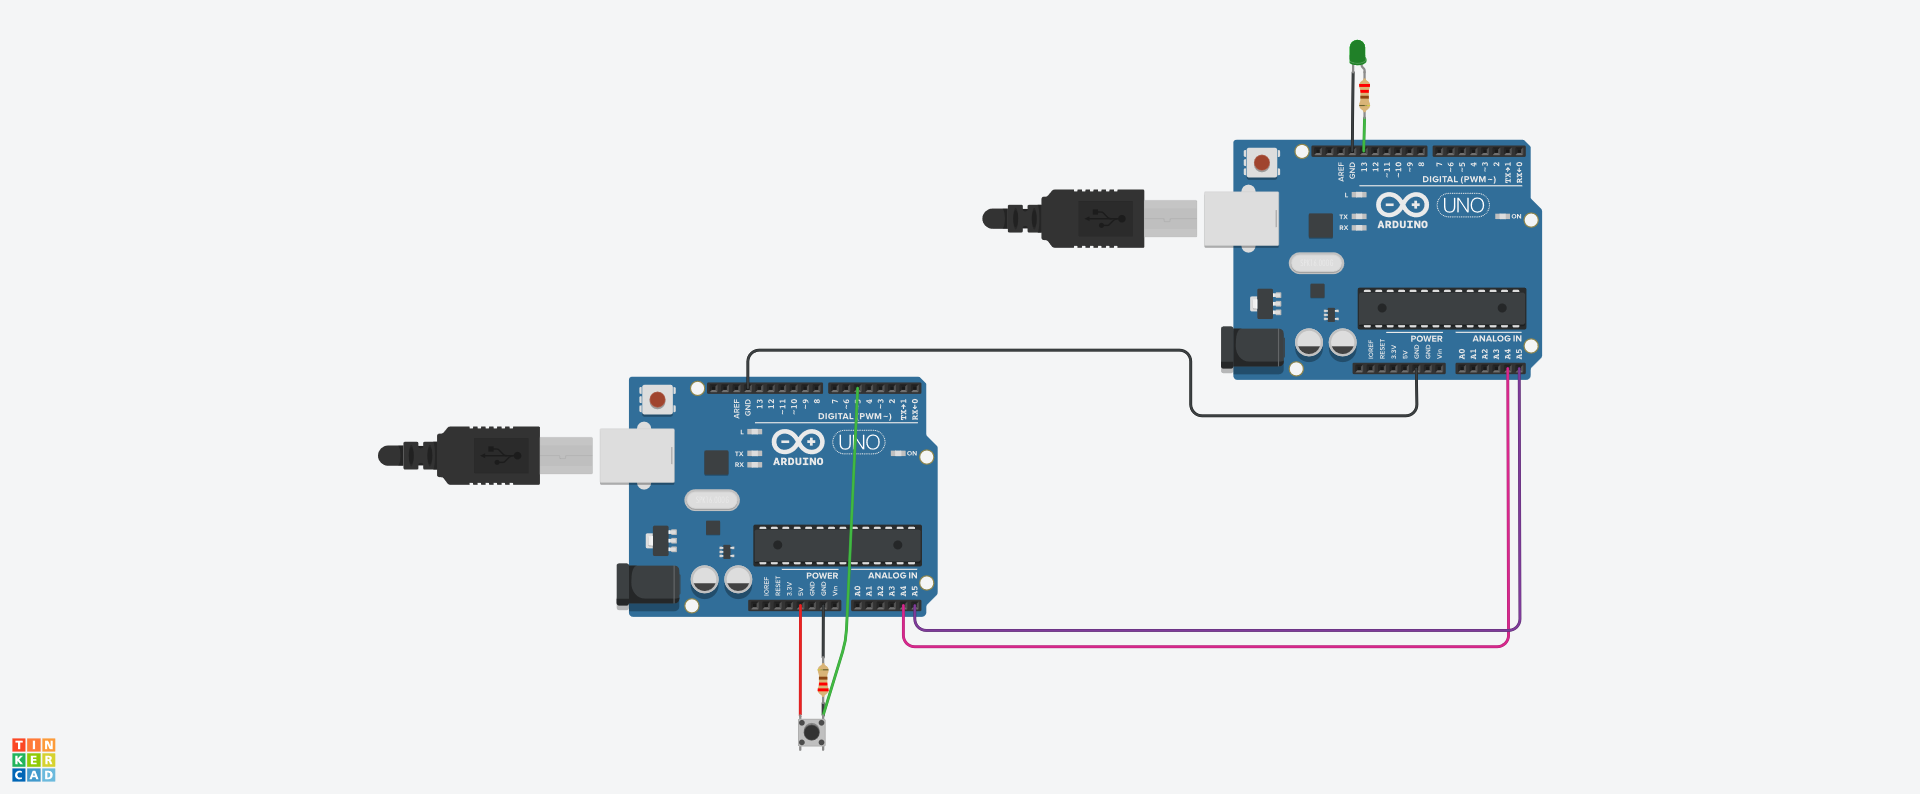 AREF
GND
13
12
~11
~10
~9
8
7
~6
~5
4
~3
2
TX→1
RX←0
DIGITAL (PWM~)
L
TX
RX
ARDUINO
UNO
ON
IOREF
RESET
3.3V
5V
GND
GND
Vin
POWER
ANALOG IN
A0
A1
A2
A3
A4
A5
AREF
GND
13
12
~11
~10
~9
8
7
~6
4
~3
2
TX→1
RX←0
DIGITAL (PWM~)
L
TX
RX
ARDUINO
UNO
ON
POWER
ANALOG IN
IOREF
RESET
3.3V
5V
GND
GND
Vin
A0
A1
A2
A3
A4
A5
TIN
KER
CAD